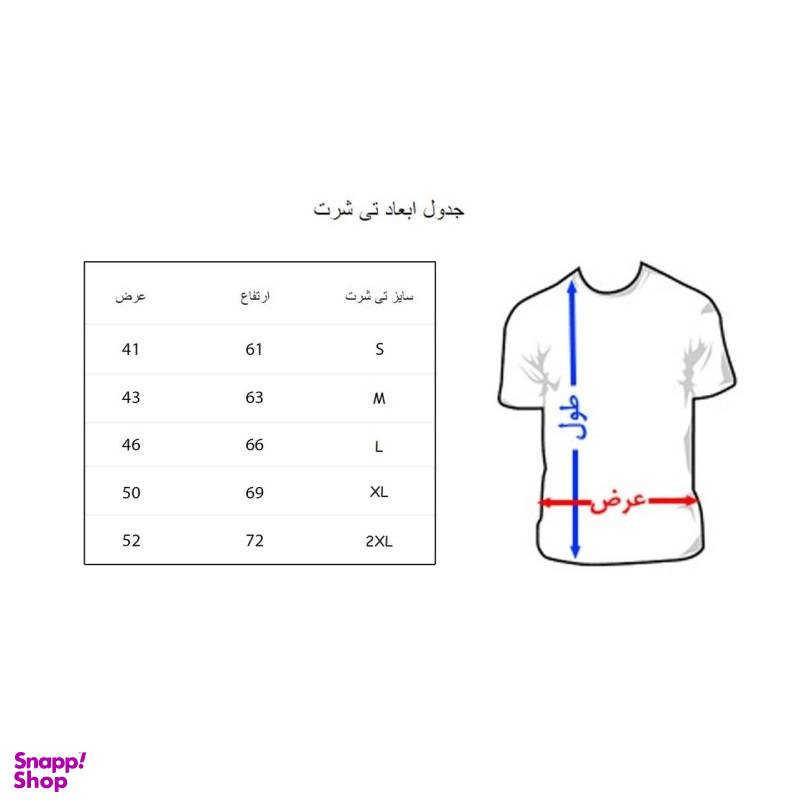 جدول ابعاد تی شرت
سایز تی شرت ارتفاع عرض
S 61 41
M 63 43
L 66 46
XL 69 50
2XL 72 52
طول
عرض
Snapp!
Shop